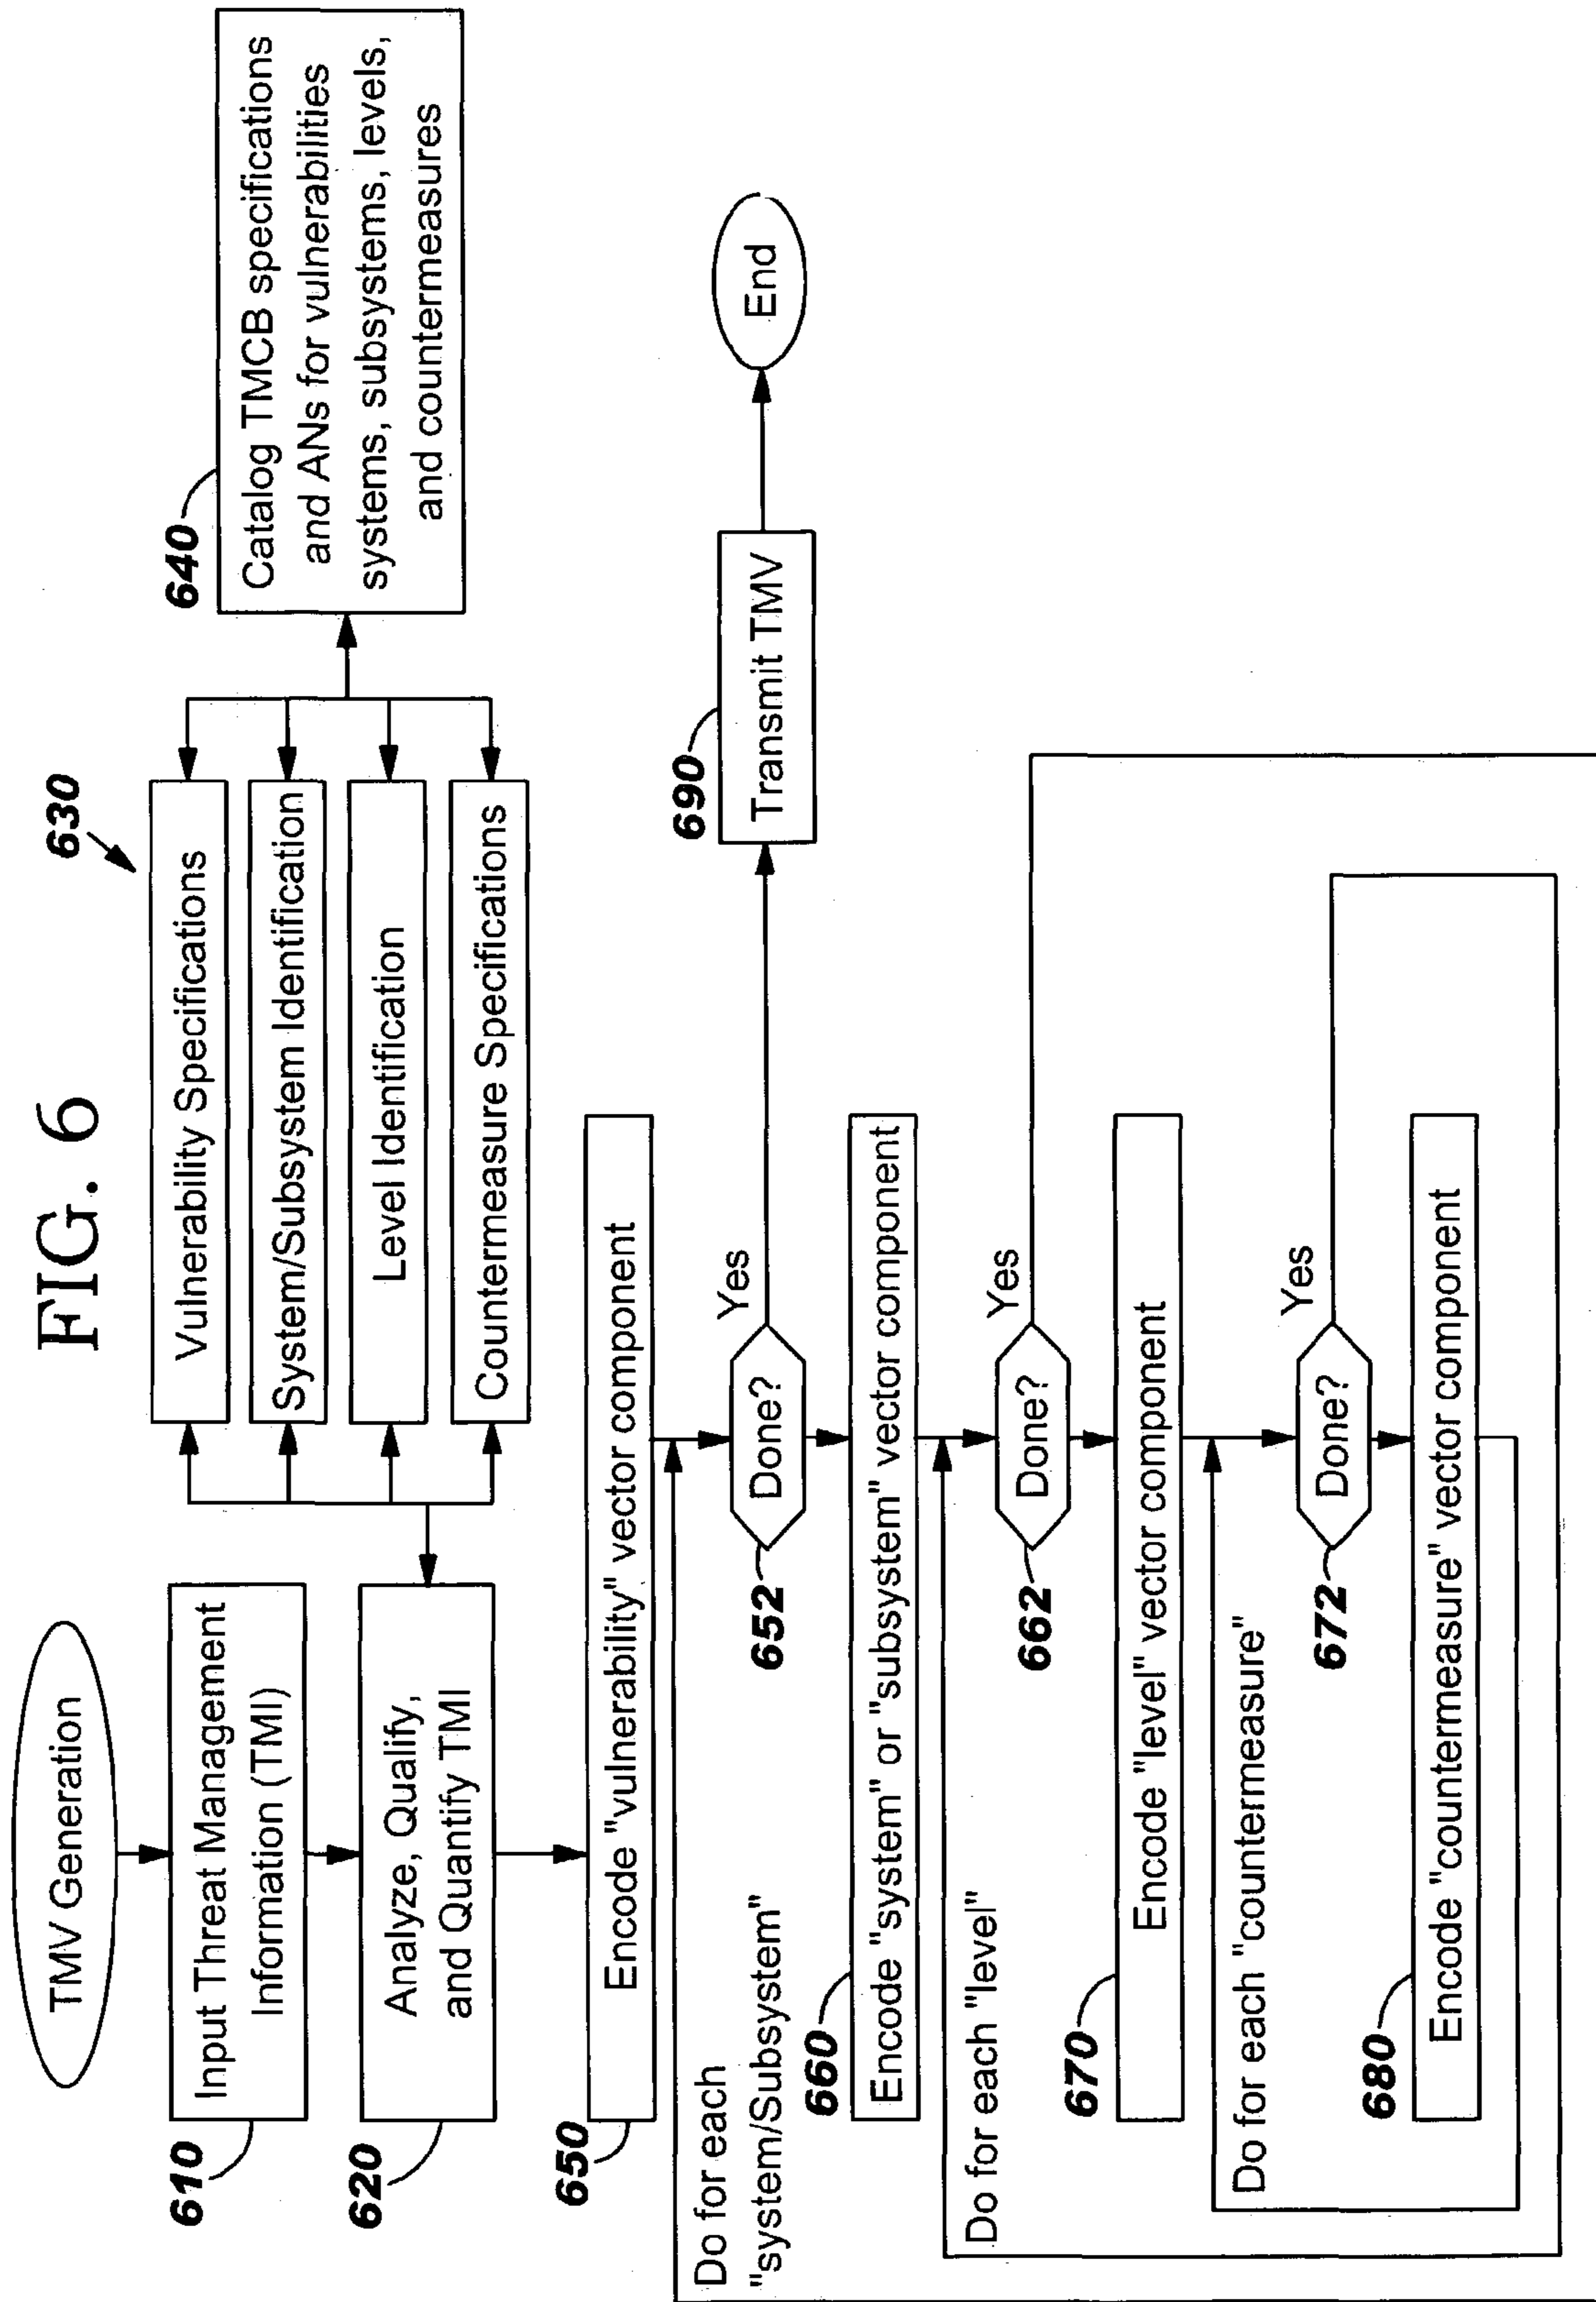 FIG. 6
TMV Generation
610
Input Threat Management
Information (TMI)
620
Analyze, Qualify,
and Quantify TMI
630
Vulnerability Specifications
System/Subsystem Identification
Level Identification
Countermeasure Specifications
640
Catalog TMCB specifications
and ANs for vulnerabilities
systems, subsystems, levels,
and countermeasures
650
Encode "vulnerability" vector component
Do for each
"system/Subsystem"
652
Done?
Yes
690
Transmit TMV
End
660
Encode "system" or "subsystem" vector component
Do for each "level"
662
Done?
Yes
670
Encode "level" vector component
Do for each "countermeasure"
672
Done?
Yes
680
Encode "countermeasure" vector component